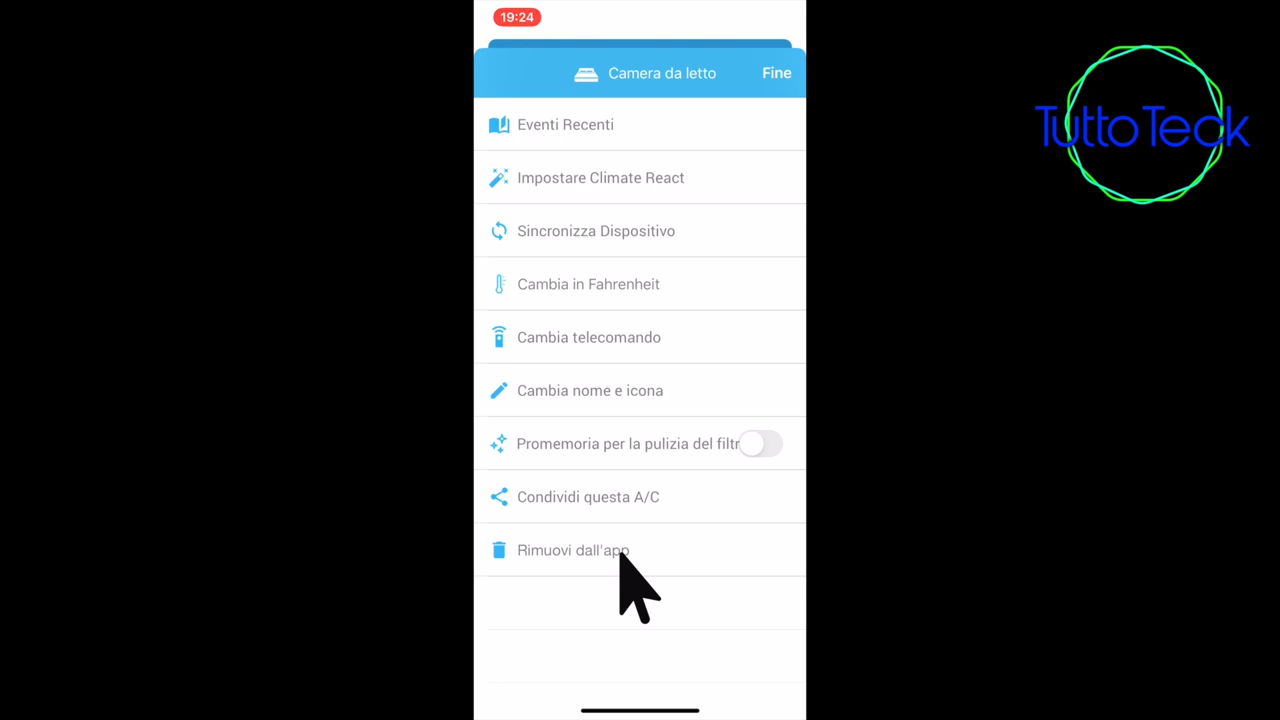 19:24
Camera da letto
Fine
Eventi Recenti
Impostare Climate React
Sincronizza Dispositivo
Cambia in Fahrenheit
Cambia telecomando
Cambia nome e icona
Promemoria per la pulizia del filtr
Condividi questa A/C
Rimuovi dall'app
TuttoTeck